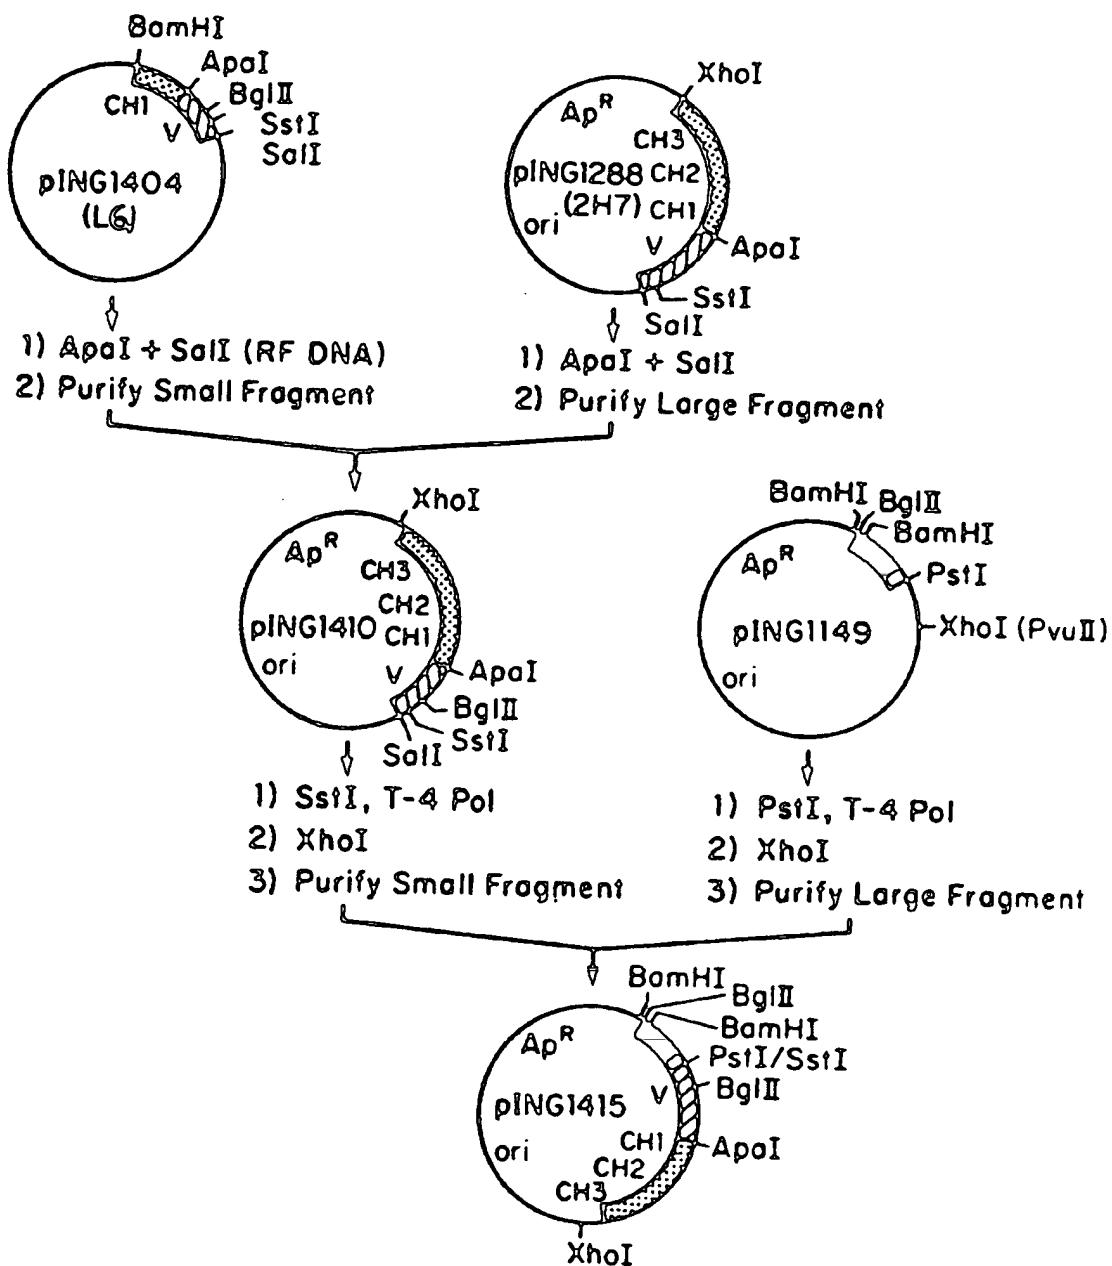 BamHI
ApaI
BglII
SstI
SalI
CH1
V
pING1404
(L6)
XhoI
Ap^R
CH3
pING1288 CH2
(2H7) CH1
ori
V
ApaI
SstI
SalI
1) ApaI + SalI (RF DNA)
2) Purify Small Fragment
1) ApaI + SalI
2) Purify Large Fragment
XhoI
Ap^R
CH3
CH2
pING1410 CH1
ori
V
ApaI
BglII
SstI
SalI
BamHI
BglII
BamHI
Ap^R
PstI
pING1149
XhoI (PvuII)
ori
1) SstI, T-4 Pol
2) XhoI
3) Purify Small Fragment
1) PstI, T-4 Pol
2) XhoI
3) Purify Large Fragment
BamHI
BglII
BamHI
Ap^R
PstI/SstI
BglII
V
pING1415
CH1
ori
CH2
ApaI
CH3
XhoI